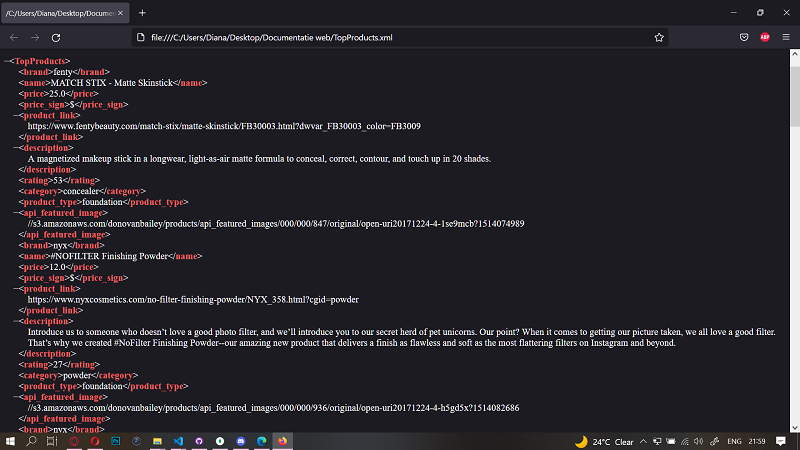 /C:/Users/Diana/Desktop/Documentati
file:///C:/Users/Diana/Desktop/Documentatie web/TopProducts.xml
ABP
−<TopProducts>
<brand>fenty</brand>
<name>MATCH STIX - Matte Skinstick</name>
<price>25.0</price>
<price_sign>$</price_sign>
−<product_link>
https://www.fentybeauty.com/match-stix/matte-skinstick/FB30003.html?dwvar_FB30003_color=FB3009
</product_link>
−<description>
A magnetized makeup stick in a longwear, light-as-air matte formula to conceal, correct, contour, and touch up in 20 shades.
</description>
<rating>53</rating>
<category>concealer</category>
<product_type>foundation</product_type>
−<api_featured_image>
//s3.amazonaws.com/donovanbailey/products/api_featured_images/000/000/847/original/open-uri20171224-4-1se9mcb?1514074989
</api_featured_image>
<brand>nyx</brand>
<name>#NOFILTER Finishing Powder</name>
<price>12.0</price>
<price_sign>$</price_sign>
−<product_link>
https://www.nyxcosmetics.com/no-filter-finishing-powder/NYX_358.html?cgid=powder
</product_link>
−<description>
Introduce us to someone who doesn’t love a good photo filter, and we’ll introduce you to our secret herd of pet unicorns. Our point? When it comes to getting our picture taken, we all love a good filter.
That’s why we created #NoFilter Finishing Powder--our amazing new product that delivers a finish as flawless and soft as the most flattering filters on Instagram and beyond.
</description>
<rating>27</rating>
<category>powder</category>
<product_type>foundation</product_type>
−<api_featured_image>
//s3.amazonaws.com/donovanbailey/products/api_featured_images/000/000/936/original/open-uri20171224-4-h5gd5x?1514082686
</api_featured_image>
<brand>nyx</brand>
24°C Clear
ENG
21:59